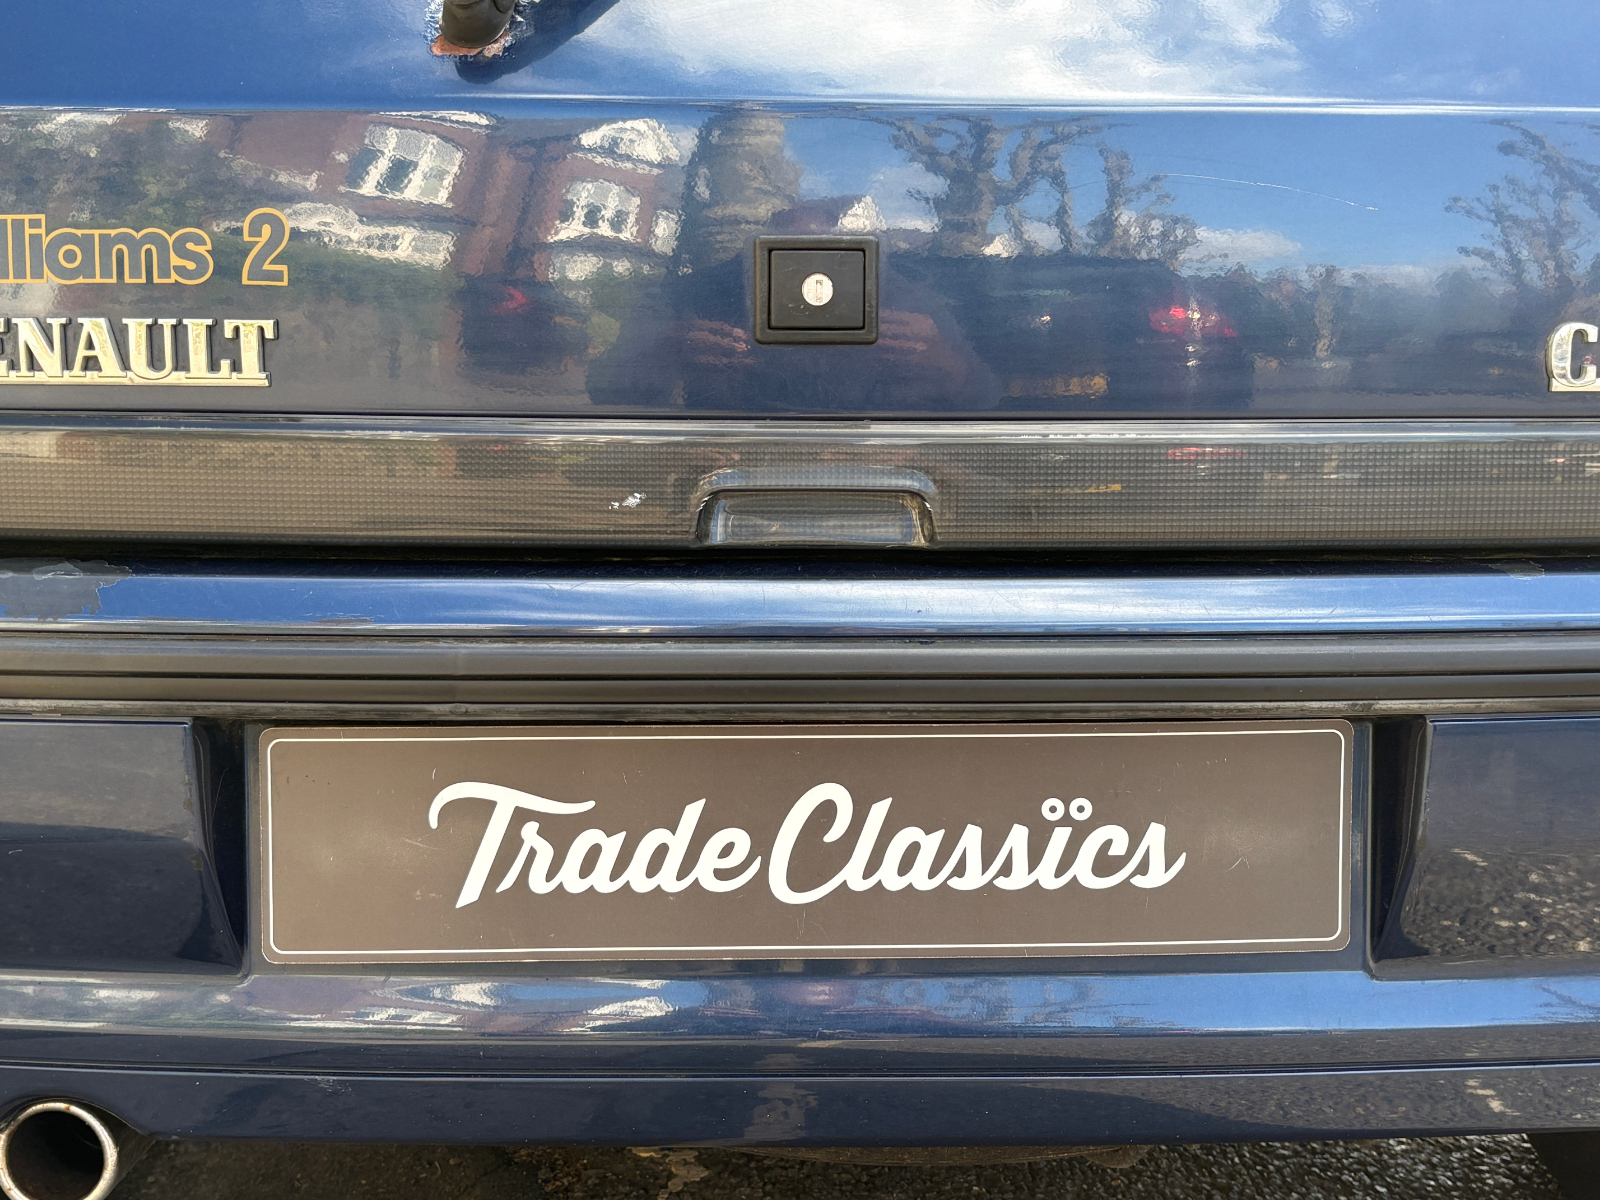 lliams 2
ENAULT
C
Trade Classïcs